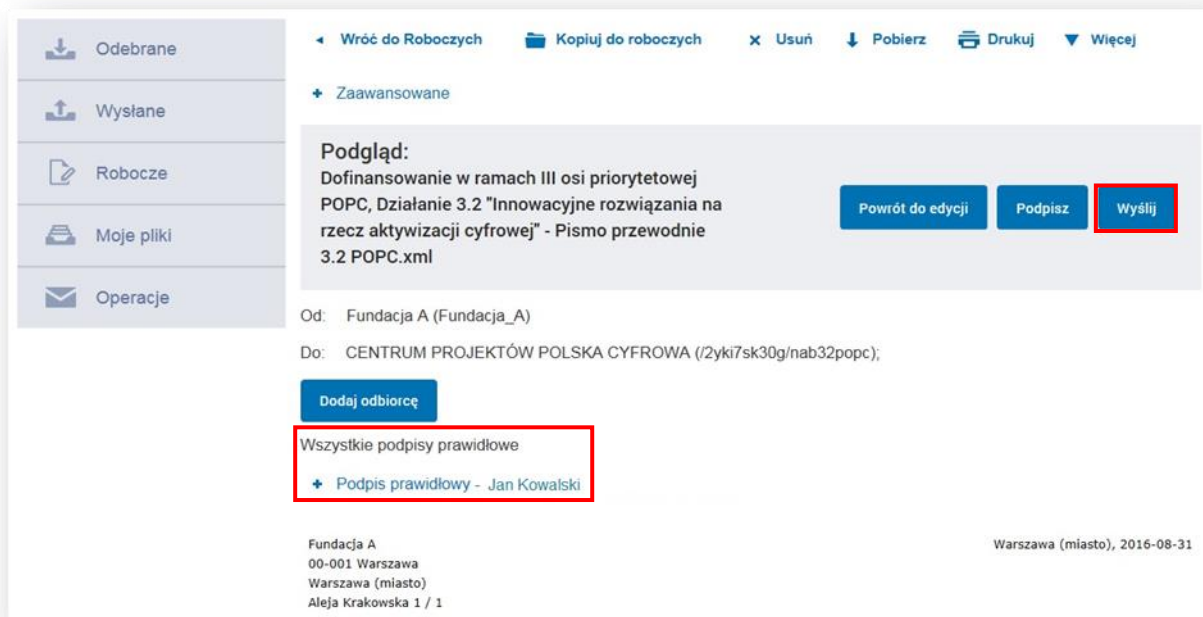 Odebrane
Wysłane
Robocze
Moje pliki
Operacje
Wróć do Roboczych Kopiuj do roboczych Usuń Pobierz Drukuj Więcej
Zaawansowane
Podgląd:
Dofinansowanie w ramach III osi priorytetowej
POPC, Działanie 3.2 "Innowacyjne rozwiązania na
rzecz aktywizacji cyfrowej" - Pismo przewodnie
3.2 POPC.xml
Powrót do edycji Podpisz Wyślij
Od: Fundacja A (Fundacja_A)
Do: CENTRUM PROJEKTÓW POLSKA CYFROWA (/2yki7sk30g/nab32popc);
Dodaj odbiorcę
Wszystkie podpisy prawidłowe
Podpis prawidłowy - Jan Kowalski
Fundacja A Warszawa (miasto), 2016-08-31
00-001 Warszawa
Warszawa (miasto)
Aleja Krakowska 1 / 1